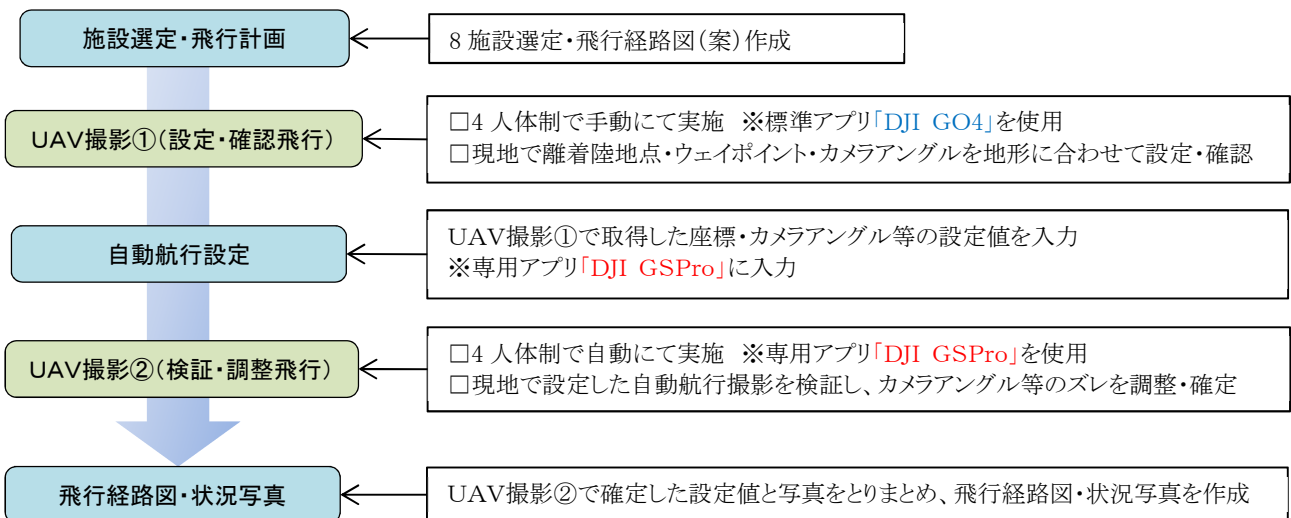 施設選定・飛行計画
8 施設選定・飛行経路図(案)作成
UAV撮影①(設定・確認飛行)
□4 人体制で手動にて実施 ※標準アプリ「DJI GO4」を使用
□現地で離着陸地点・ウェイポイント・カメラアングルを地形に合わせて設定・確認
自動航行設定
UAV撮影①で取得した座標・カメラアングル等の設定値を入力
※専用アプリ「DJI GSPro」に入力
UAV撮影②(検証・調整飛行)
□4 人体制で自動にて実施 ※専用アプリ「DJI GSPro」を使用
□現地で設定した自動航行撮影を検証し、カメラアングル等のズレを調整・確定
飛行経路図・状況写真
UAV撮影②で確定した設定値と写真をとりまとめ、飛行経路図・状況写真を作成